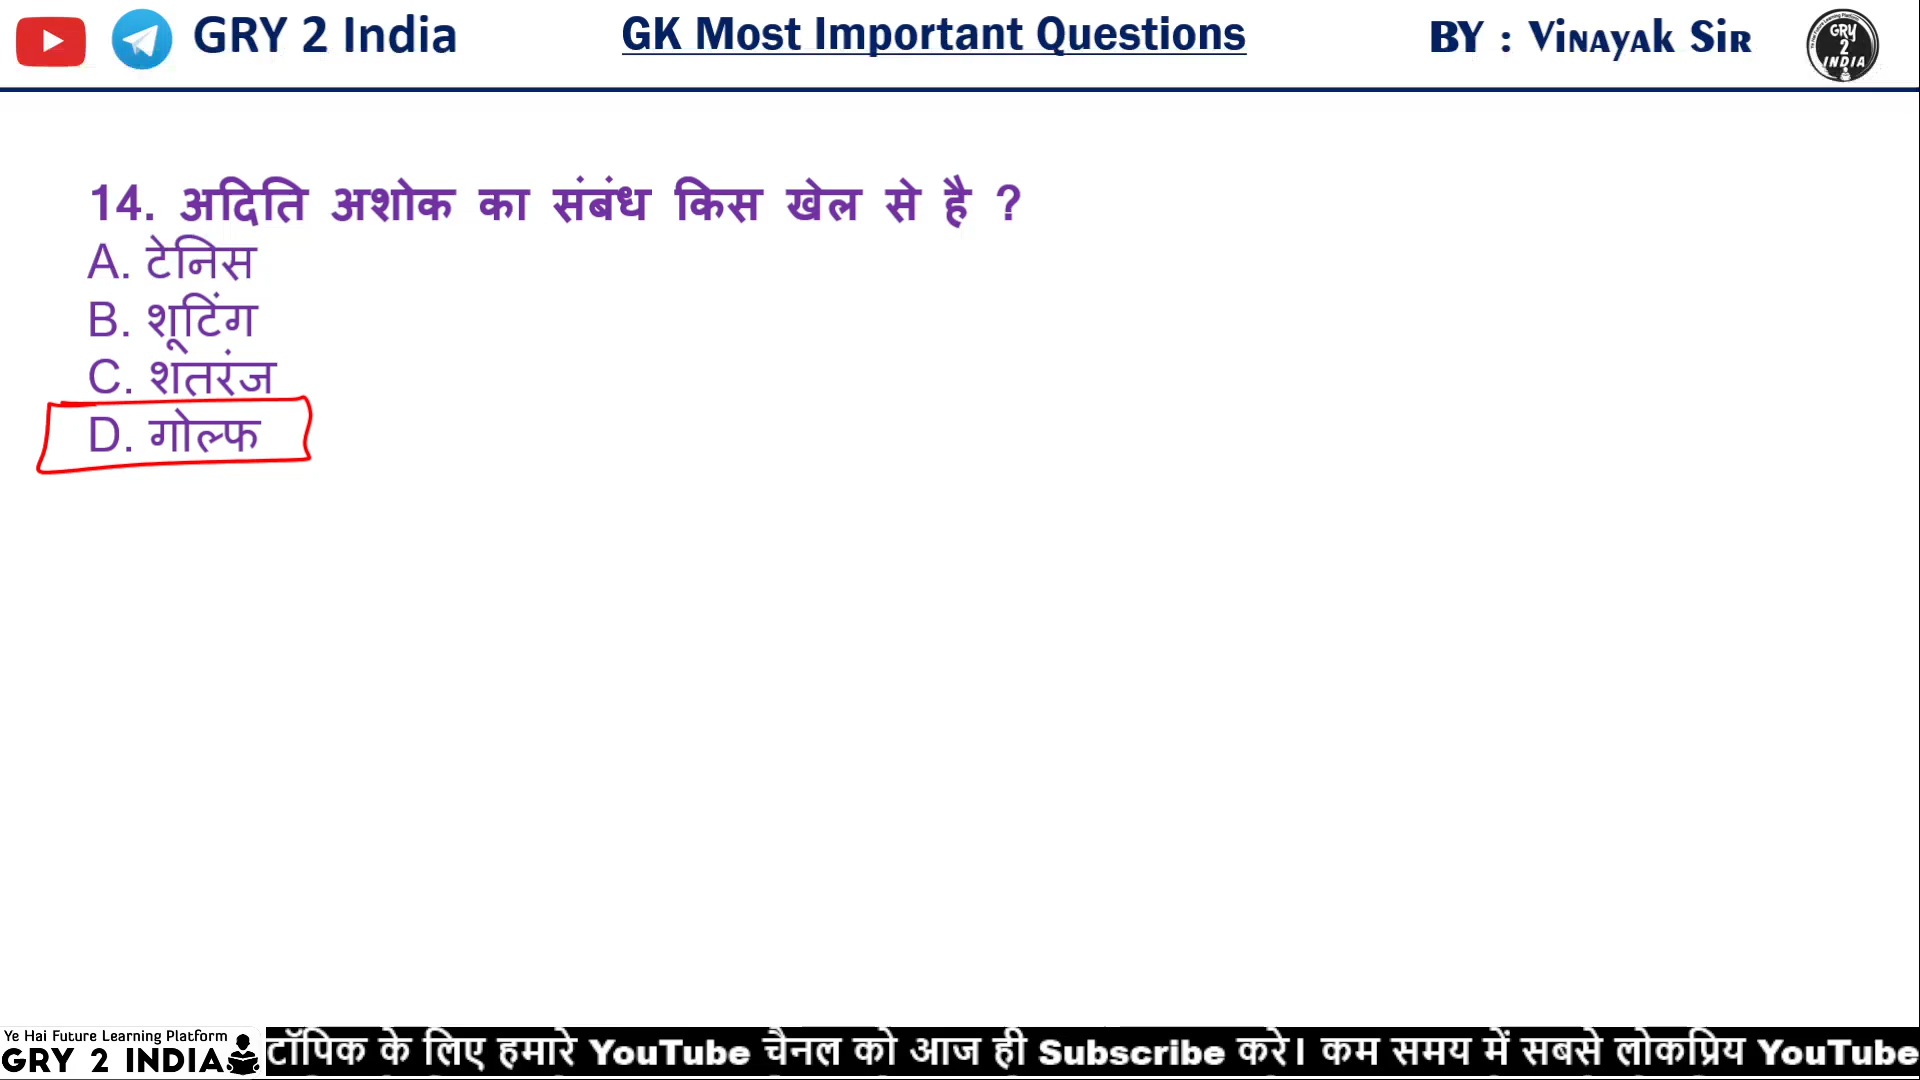 GRY 2 India
GK Most Important Questions
BY : Vinayak Sir
GRY
2
INDIA
14. अदिति अशोक का संबंध किस खेल से है ?
A. टेनिस
B. शूटिंग
C. शतरंज
D. गोल्फ
Ye Hai Future Learning Platform
GRY 2 INDIA
टॉपिक के लिए हमारे YouTube चैनल को आज ही Subscribe करे। कम समय में सबसे लोकप्रिय YouTube